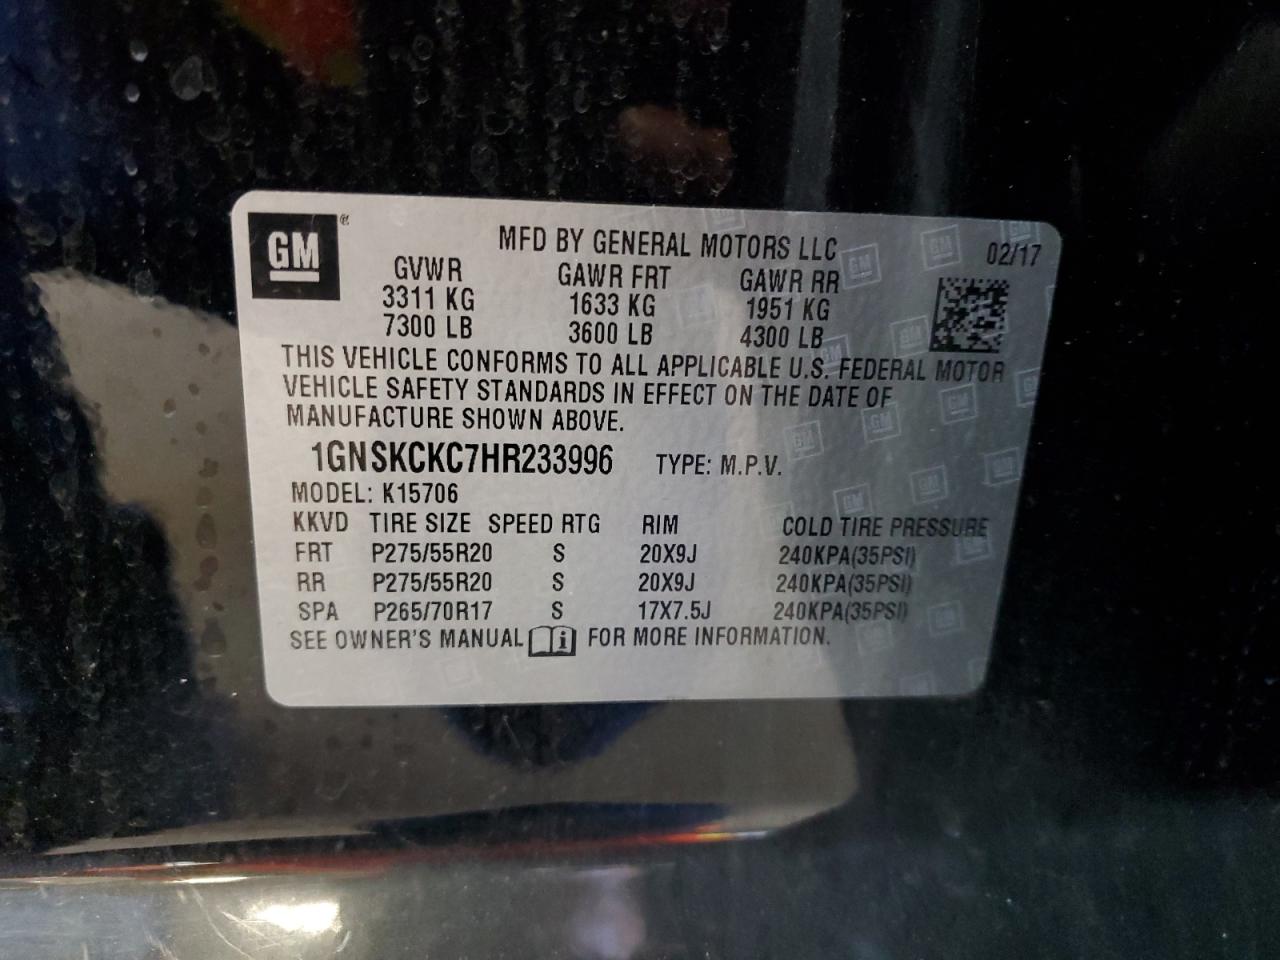 GM ®
MFD BY GENERAL MOTORS LLC 02/17
GVWR GAWR FRT GAWR RR
3311 KG 1633 KG 1951 KG
7300 LB 3600 LB 4300 LB
THIS VEHICLE CONFORMS TO ALL APPLICABLE U.S. FEDERAL MOTOR
VEHICLE SAFETY STANDARDS IN EFFECT ON THE DATE OF
MANUFACTURE SHOWN ABOVE.
1GNSKCKC7HR233996 TYPE: M.P.V.
MODEL: K15706
KKVD TIRE SIZE SPEED RTG RIM COLD TIRE PRESSURE
FRT P275/55R20 S 20X9J 240KPA(35PSI)
RR P275/55R20 S 20X9J 240KPA(35PSI)
SPA P265/70R17 S 17X7.5J 240KPA(35PSI)
SEE OWNER'S MANUAL i FOR MORE INFORMATION.